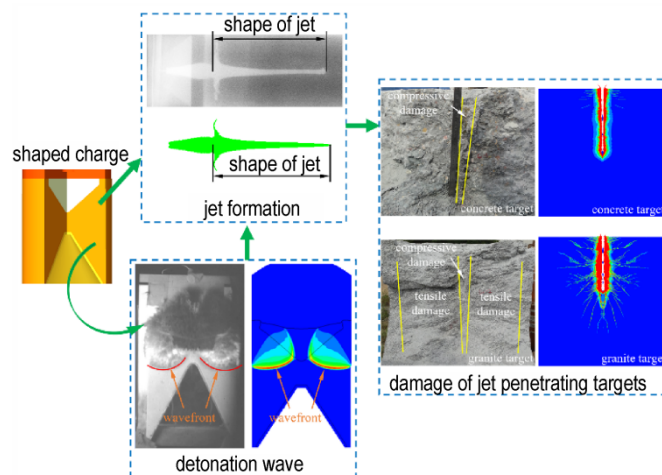 shape of jet
shape of jet
jet formation
shaped charge
wavefront
wavefront
detonation wave
compressive
damage
concrete target
concrete target
compressive
damage
tensile
damage
tensile
damage
granite target
granite target
damage of jet penetrating targets